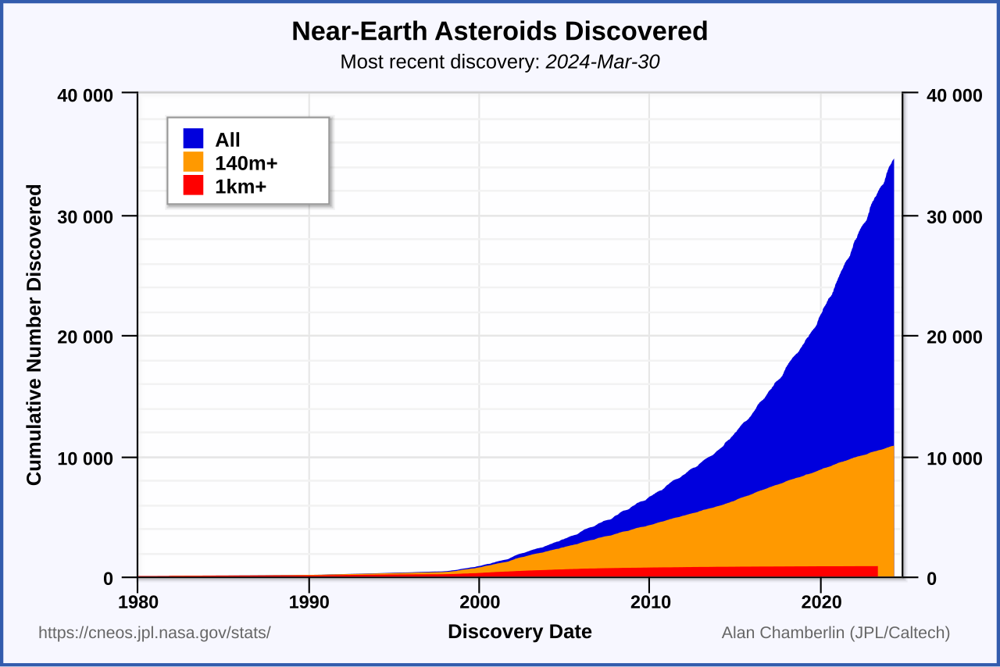 Near-Earth Asteroids Discovered
Most recent discovery: 2024-Mar-30
40 000
30 000
20 000
10 000
0
Cumulative Number Discovered
All
140m+
1km+
40 000
30 000
20 000
10 000
0
1980 1990 2000 2010 2020
https://cneos.jpl.nasa.gov/stats/ Discovery Date Alan Chamberlin (JPL/Caltech)